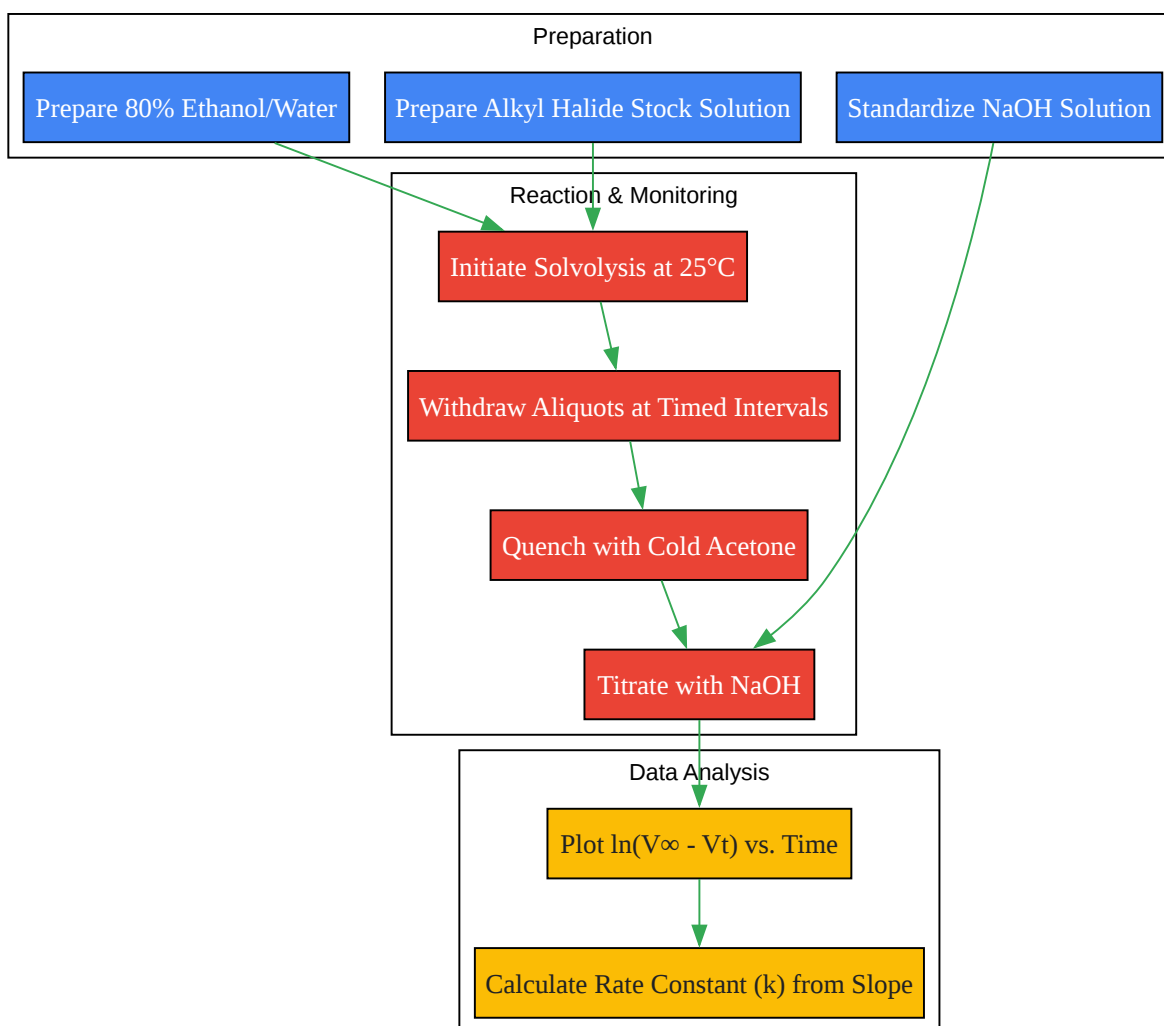 Preparation
Prepare 80% Ethanol/Water
Prepare Alkyl Halide Stock Solution
Standardize NaOH Solution
Reaction & Monitoring
Initiate Solvolysis at 25°C
Withdraw Aliquots at Timed Intervals
Quench with Cold Acetone
Titrate with NaOH
Data Analysis
Plot ln(V∞ - Vt) vs. Time
Calculate Rate Constant (k) from Slope